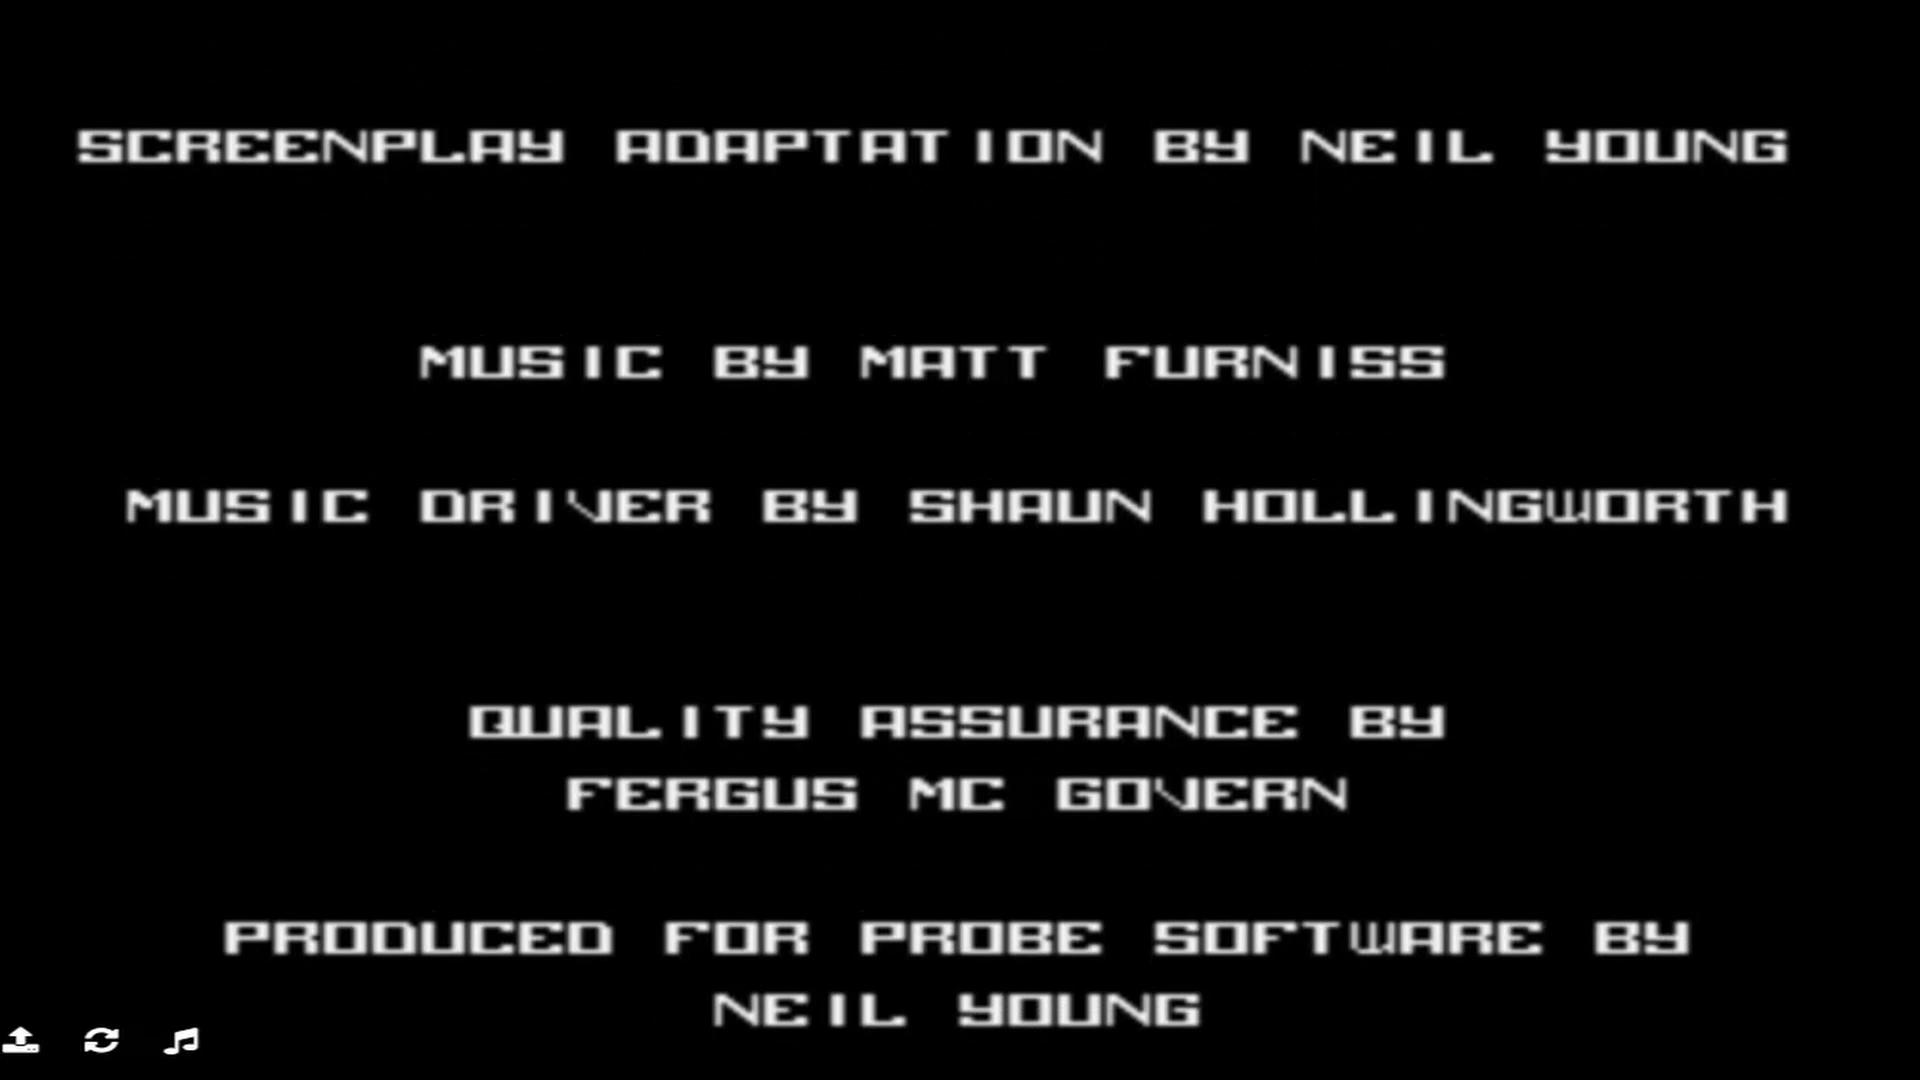 SCREENPLAY ADAPTATION BY NEIL YOUNG
MUSIC BY MATT FURNISS
MUSIC DRIVER BY SHAUN HOLLINGWORTH
QUALITY ASSURANCE BY
FERGUS MC GOVERN
PRODUCED FOR PROBE SOFTWARE BY
NEIL YOUNG